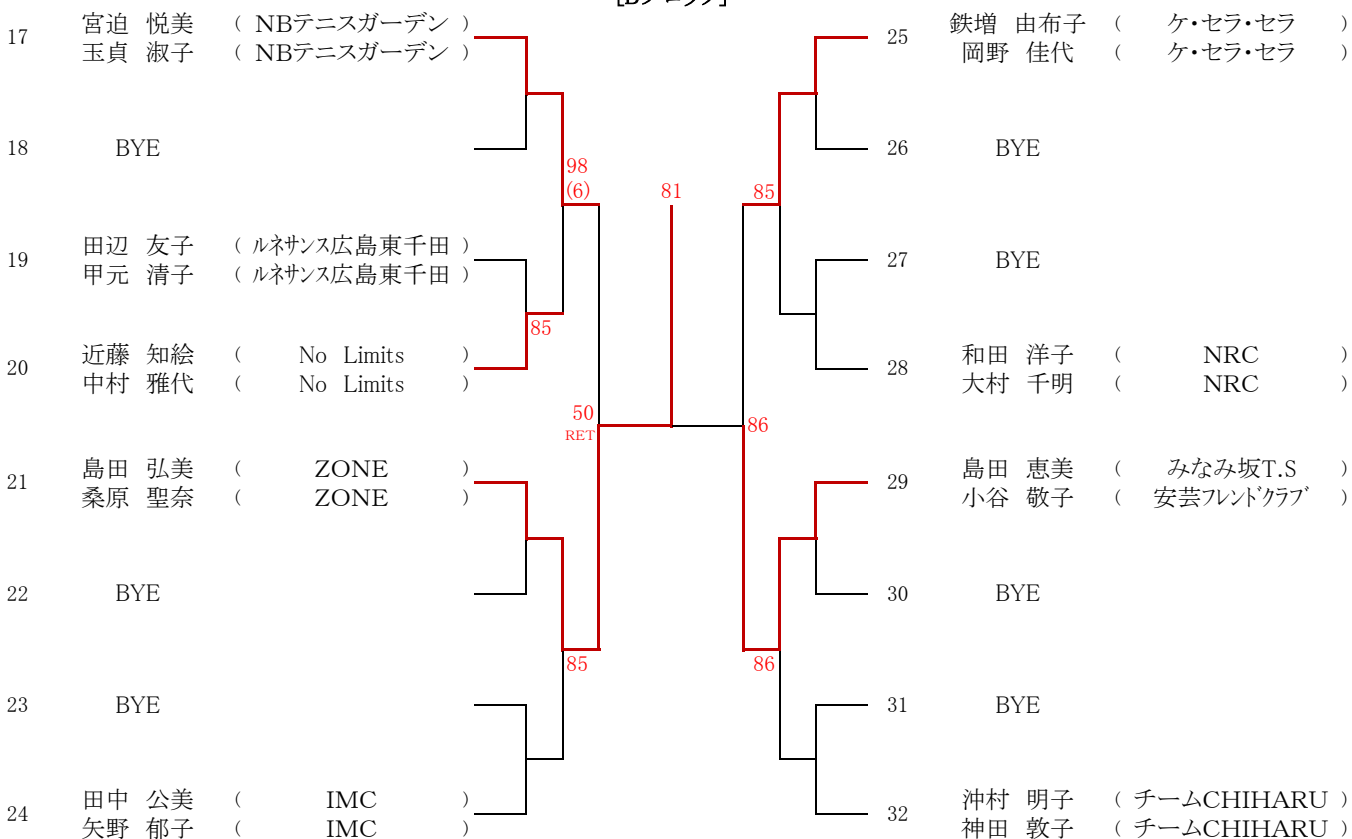 17 宮迫 悦美 ( NBテニスガーデン )
玉貞 淑子 ( NBテニスガーデン )
18 BYE
98
(6)
19 田辺 友子 ( ルネサンス広島東千田 )
甲元 清子 ( ルネサンス広島東千田 )
85
20 近藤 知絵 ( No Limits )
中村 雅代 ( No Limits )
50
RET
21 島田 弘美 ( ZONE )
桑原 聖奈 ( ZONE )
22 BYE
85
23 BYE
24 田中 公美 ( IMC )
矢野 郁子 ( IMC )
81
25 鉄増 由布子 ( ケ・セラ・セラ )
岡野 佳代 ( ケ・セラ・セラ )
26 BYE
85
27 BYE
28 和田 洋子 ( NRC )
大村 千明 ( NRC )
86
29 島田 恵美 ( みなみ坂T.S )
小谷 敬子 ( 安芸フレンドクラブ )
30 BYE
86
31 BYE
32 沖村 明子 ( チームCHIHARU )
神田 敦子 ( チームCHIHARU )